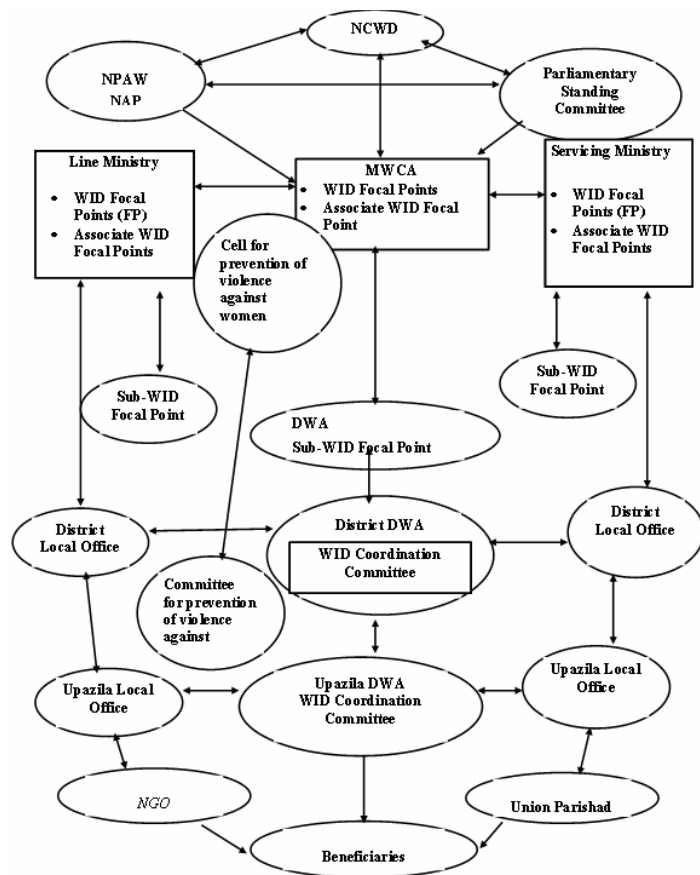 NCWD
NPAW
NAP
Parliamentary
Standing
Committee
Line Ministry
• WID Focal
Points (FP)
• Associate WID
Focal Points
MWCA
• WID Focal Points
• Associate WID Focal
Point
Servicing Ministry
• WID Focal
Points (FP)
• Associate WID
Focal Points
Cell for
prevention of
violence
against
women
Sub-WID
Focal Point
Sub-WID
Focal Point
DWA
Sub-WID Focal Point
District
Local Office
District DWA
WID Coordination
Committee
District
Local Office
Committee
for prevention
of violence
against
Upazila Local
Office
Upazila DWA
WID Coordination
Committee
Upazila Local
Office
NGO
Union Parishad
Beneficiaries